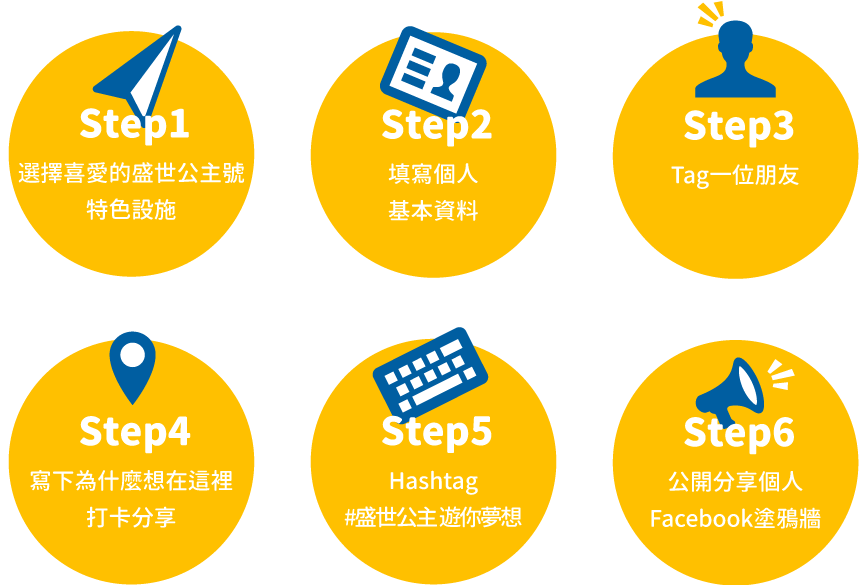 Step1
選擇喜愛的盛世公主號
特色設施
Step2
填寫個人
基本資料
Step3
Tag一位朋友
Step4
寫下為什麼想在這裡
打卡分享
Step5
Hashtag
#盛世公主 遊你夢想
Step6
公開分享個人
Facebook塗鴉牆